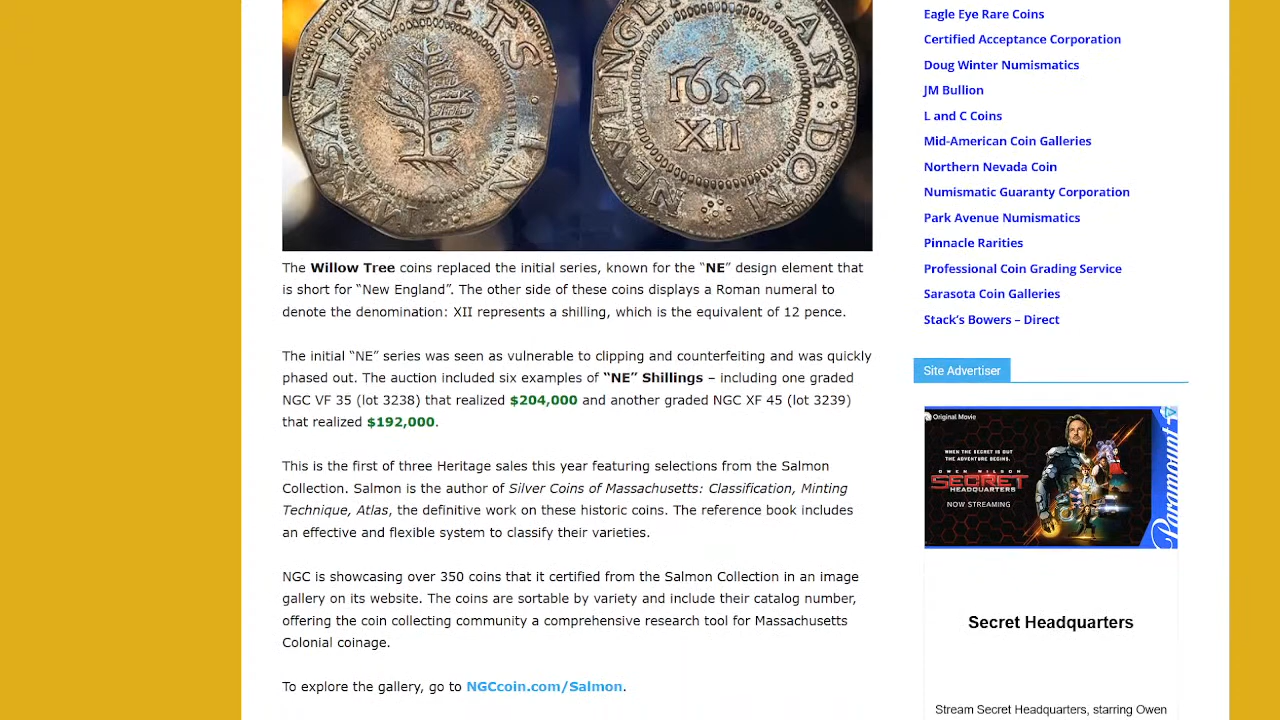 MASATHVSETS IN
NEWENGLAN AN DOM
1652
XII
The Willow Tree coins replaced the initial series, known for the “NE” design element that
is short for “New England”. The other side of these coins displays a Roman numeral to
denote the denomination: XII represents a shilling, which is the equivalent of 12 pence.
The initial “NE” series was seen as vulnerable to clipping and counterfeiting and was quickly
phased out. The auction included six examples of “NE” Shillings – including one graded
NGC VF 35 (lot 3238) that realized $204,000 and another graded NGC XF 45 (lot 3239)
that realized $192,000.
This is the first of three Heritage sales this year featuring selections from the Salmon
Collection. Salmon is the author of Silver Coins of Massachusetts: Classification, Minting
Technique, Atlas, the definitive work on these historic coins. The reference book includes
an effective and flexible system to classify their varieties.
NGC is showcasing over 350 coins that it certified from the Salmon Collection in an image
gallery on its website. The coins are sortable by variety and include their catalog number,
offering the coin collecting community a comprehensive research tool for Massachusetts
Colonial coinage.
To explore the gallery, go to NGCcoin.com/Salmon.
Eagle Eye Rare Coins
Certified Acceptance Corporation
Doug Winter Numismatics
JM Bullion
L and C Coins
Mid-American Coin Galleries
Northern Nevada Coin
Numismatic Guaranty Corporation
Park Avenue Numismatics
Pinnacle Rarities
Professional Coin Grading Service
Sarasota Coin Galleries
Stack’s Bowers – Direct
Site Advertiser
Original Movie
WHEN THE SECRET IS OUT
THE ADVENTURE BEGINS.
OWEN WILSON
SECRET
HEADQUARTERS
NOW STREAMING
Paramount+
Secret Headquarters
Stream Secret Headquarters, starring Owen